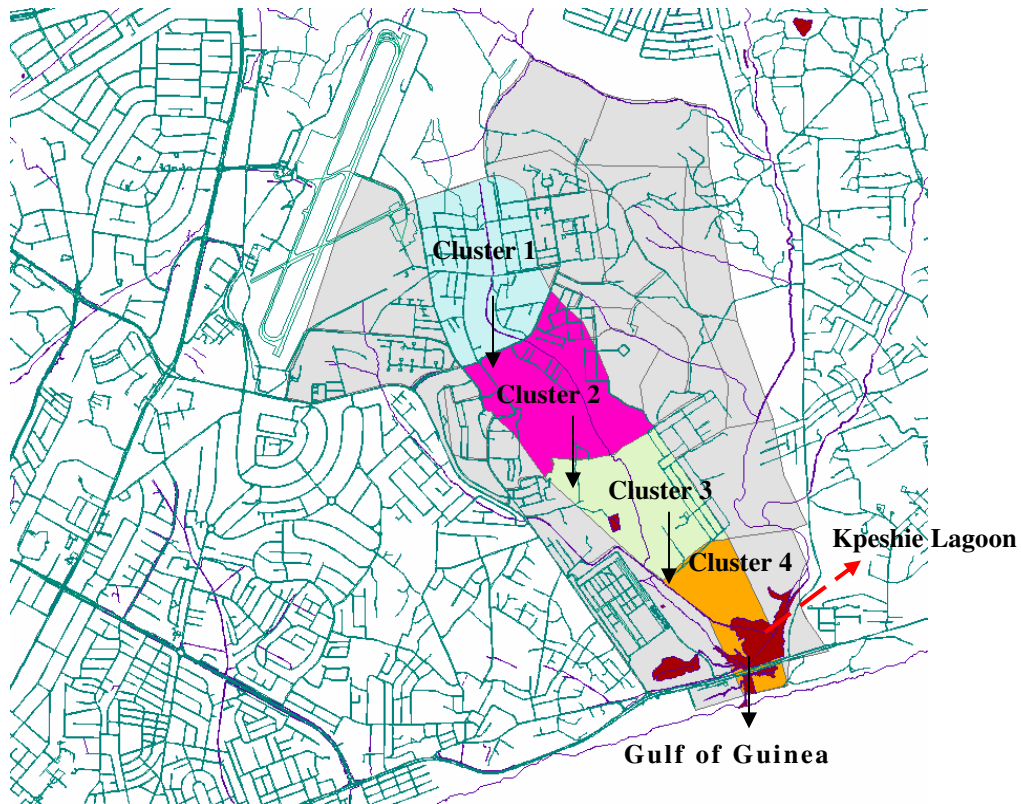 Cluster 1
Cluster 2
Cluster 3
Kpeshie Lagoon
Cluster 4
Gulf of Guinea